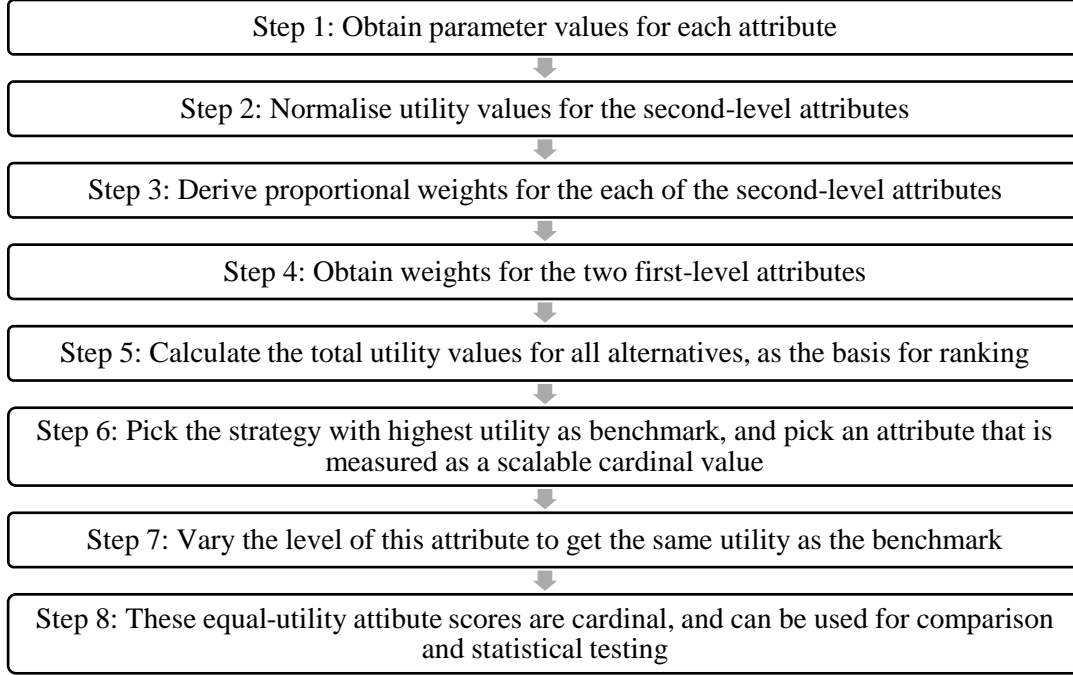 Step 1: Obtain parameter values for each attribute
Step 2: Normalise utility values for the second-level attributes
Step 3: Derive proportional weights for the each of the second-level attributes
Step 4: Obtain weights for the two first-level attributes
Step 5: Calculate the total utility values for all alternatives, as the basis for ranking
Step 6: Pick the strategy with highest utility as benchmark, and pick an attribute that is
measured as a scalable cardinal value
Step 7: Vary the level of this attribute to get the same utility as the benchmark
Step 8: These equal-utility attibute scores are cardinal, and can be used for comparison
and statistical testing